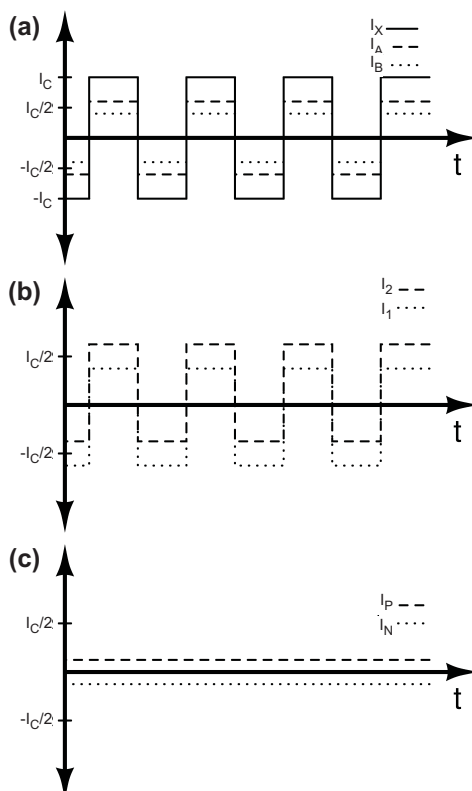 (a)
I_X
I_A
I_B
I_C
I_C/2
-I_C/2
-I_C
t
(b)
I_2
I_1
I_C/2
-I_C/2
t
(c)
I_P
I_N
I_C/2
-I_C/2
t